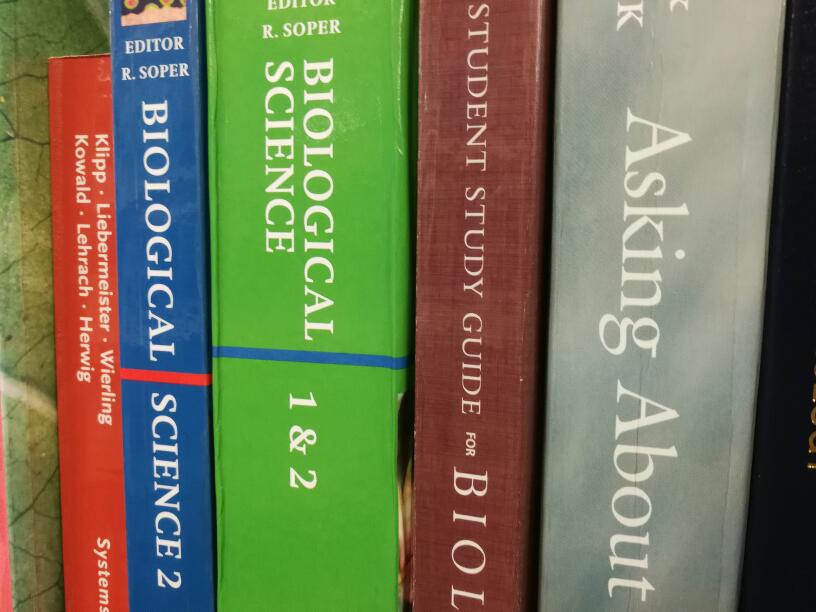 Klipp · Liebermeister · Wierling
Kowald · Lehrach · Herwig
Systems
EDITOR
R. SOPER
BIOLOGICAL SCIENCE 2
EDITOR
R. SOPER
BIOLOGICAL
SCIENCE
1 & 2
STUDENT STUDY GUIDE FOR BIOL
K
Asking About